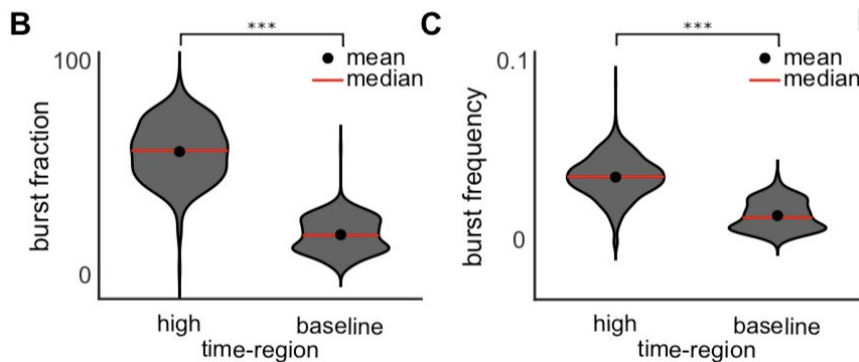 B
***
mean
median
100
burst fraction
0
high
baseline
time-region
C
***
mean
median
0.1
burst frequency
0
high
baseline
time-region